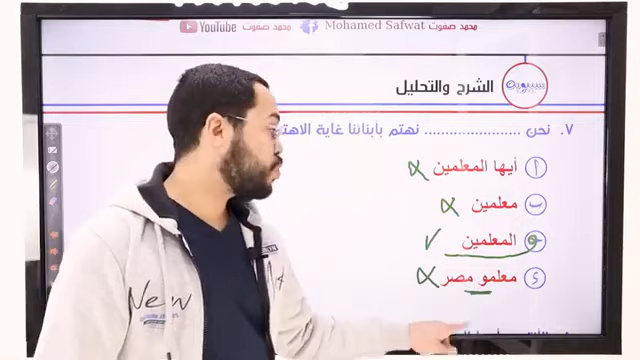 YouTube محمد صفوت Mohamed Safwat محمد صفوت
الشرح والتحليل
٧. نحن ...................... نهتم بأبنائنا غاية
أ أيها المعلمين
ب معلمين
المعلمين
د معلمو مصر
New